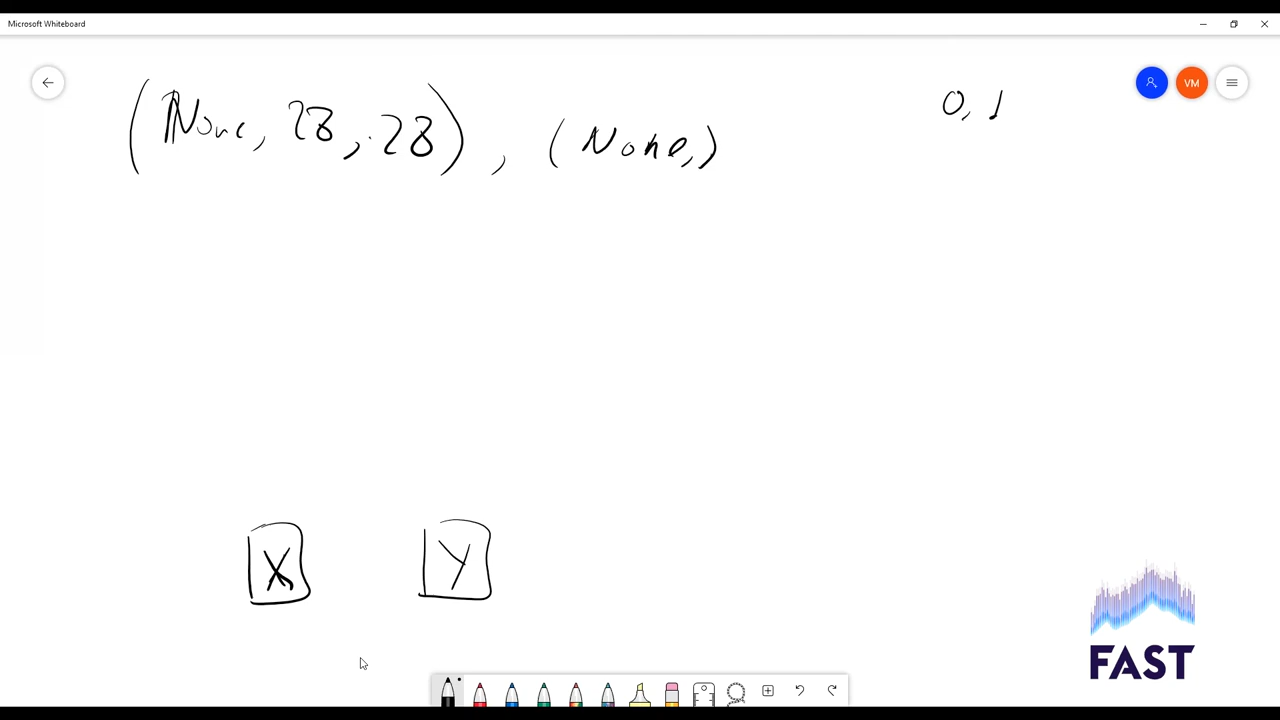 Microsoft Whiteboard
VM
(None, 28, 28), (None,)
0, 1
X Y
FAST